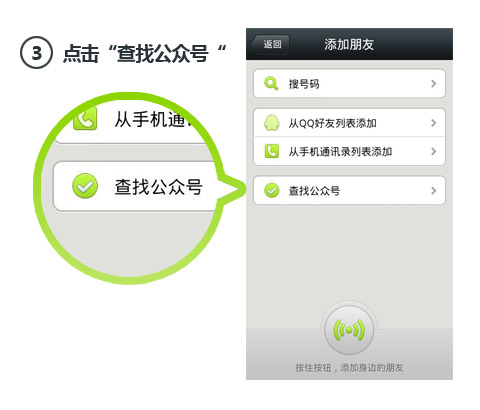 3 点击“查找公众号“
从手机通
查找公众号
返回
添加朋友
搜号码
从QQ好友列表添加
从手机通讯录列表添加
查找公众号
按住按钮，添加身边的朋友